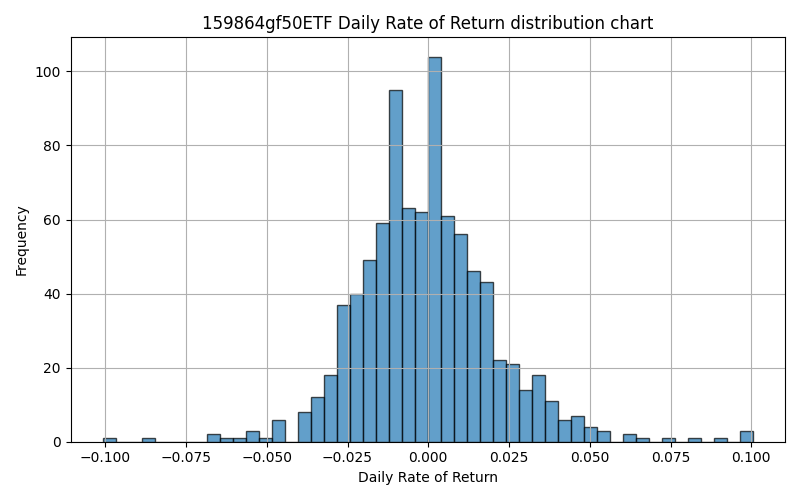 159864gf50ETF Daily Rate of Return distribution chart
Frequency
100
80
60
40
20
0
−0.100 −0.075 −0.050 −0.025 0.000 0.025 0.050 0.075 0.100
Daily Rate of Return